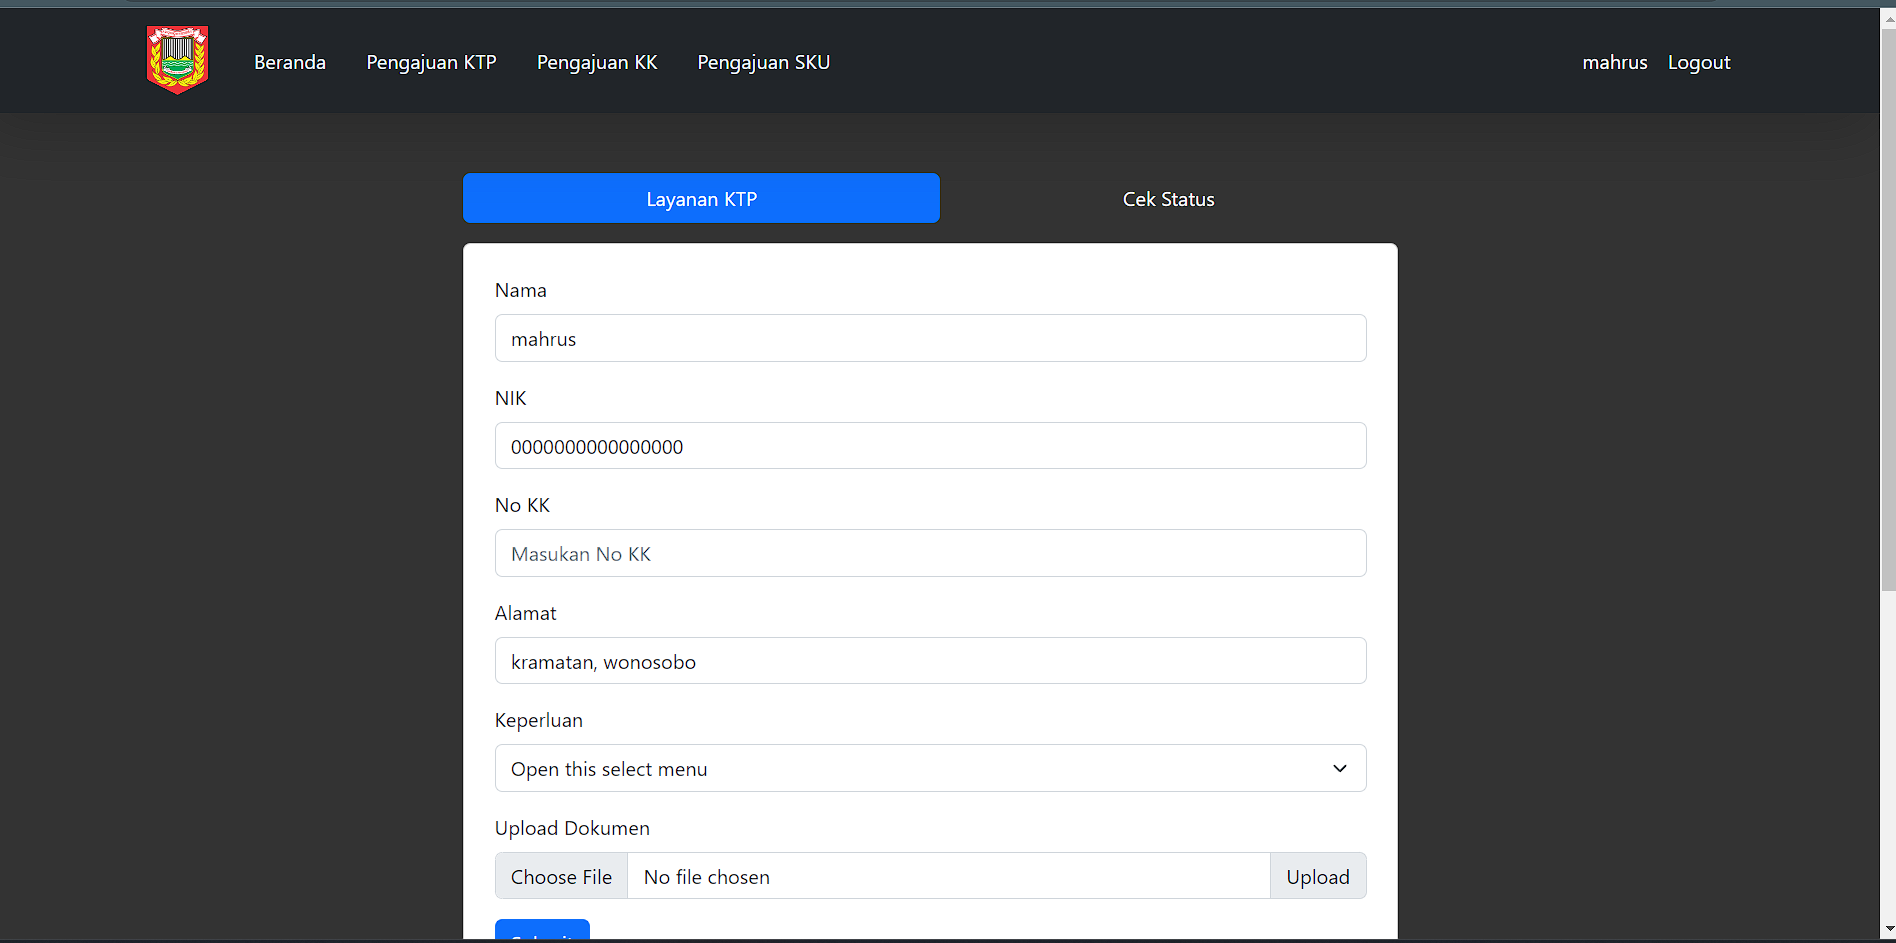 Beranda Pengajuan KTP Pengajuan KK Pengajuan SKU mahrus Logout
Layanan KTP Cek Status
Nama
mahrus
NIK
0000000000000000
No KK
Masukan No KK
Alamat
kramatan, wonosobo
Keperluan
Open this select menu
Upload Dokumen
Choose File No file chosen Upload